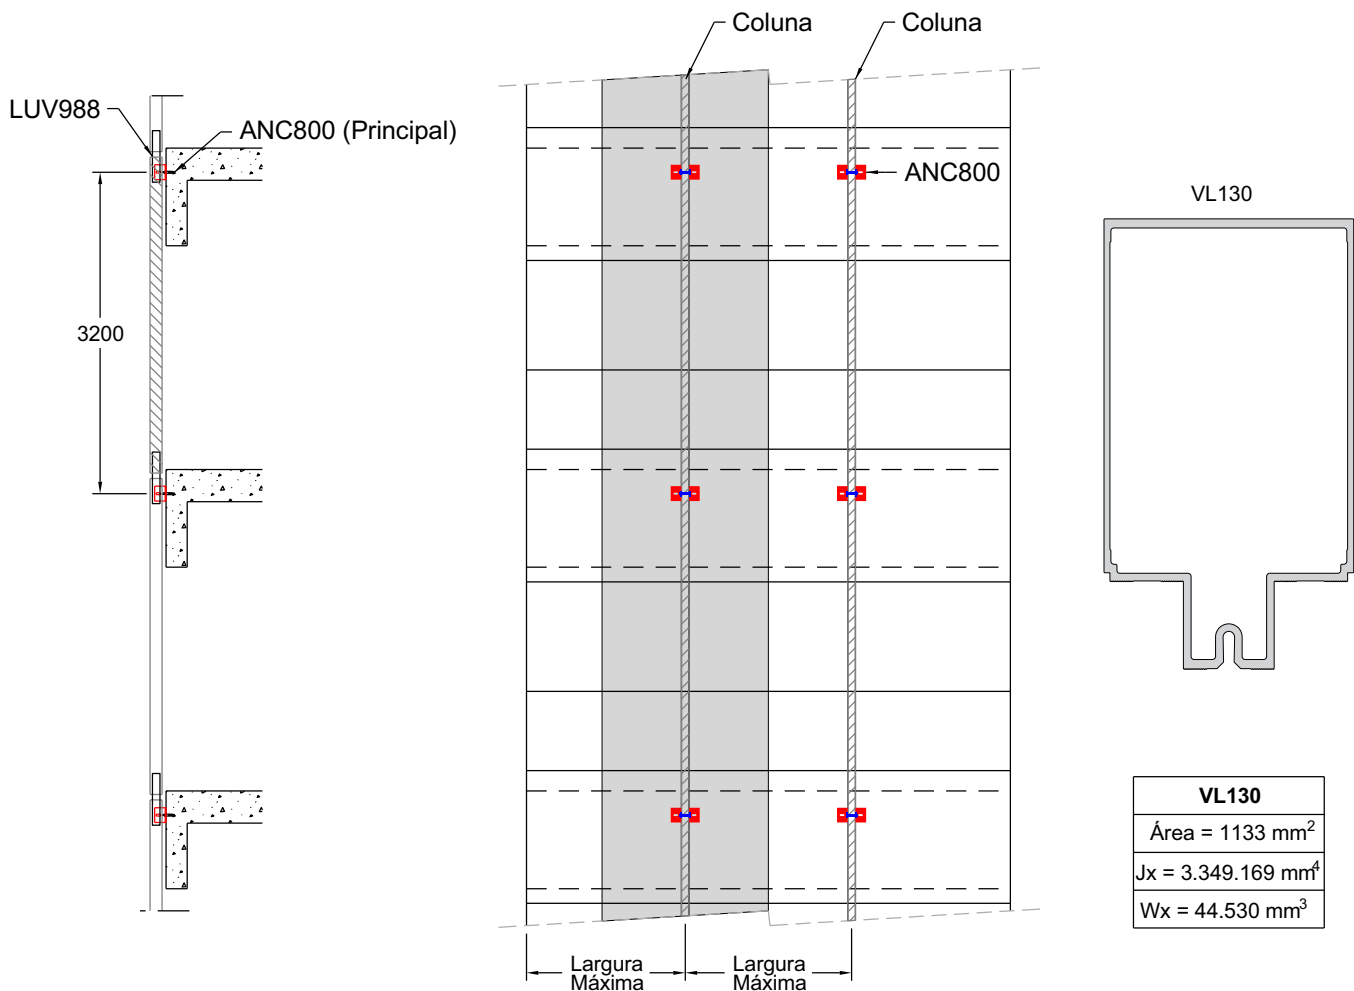 Coluna
Coluna
LUV988
ANC800 (Principal)
ANC800
VL130
3200
VL130
Área = 1133 mm²
Jx = 3.349.169 mm⁴
Wx = 44.530 mm³
Largura
Máxima
Largura
Máxima